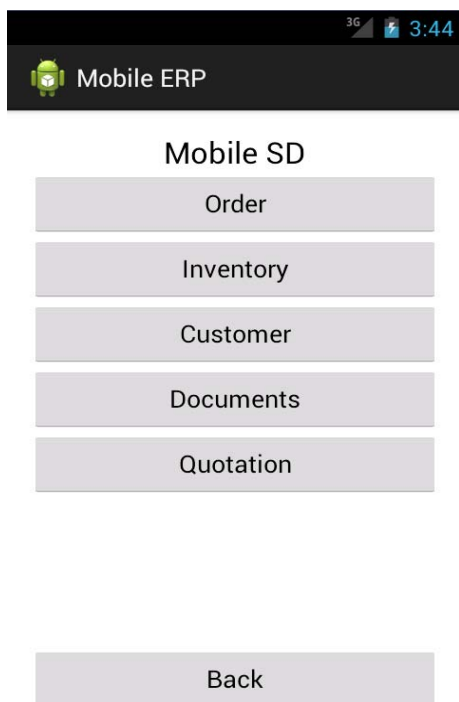 3G 3:44
Mobile ERP
Mobile SD
Order
Inventory
Customer
Documents
Quotation
Back